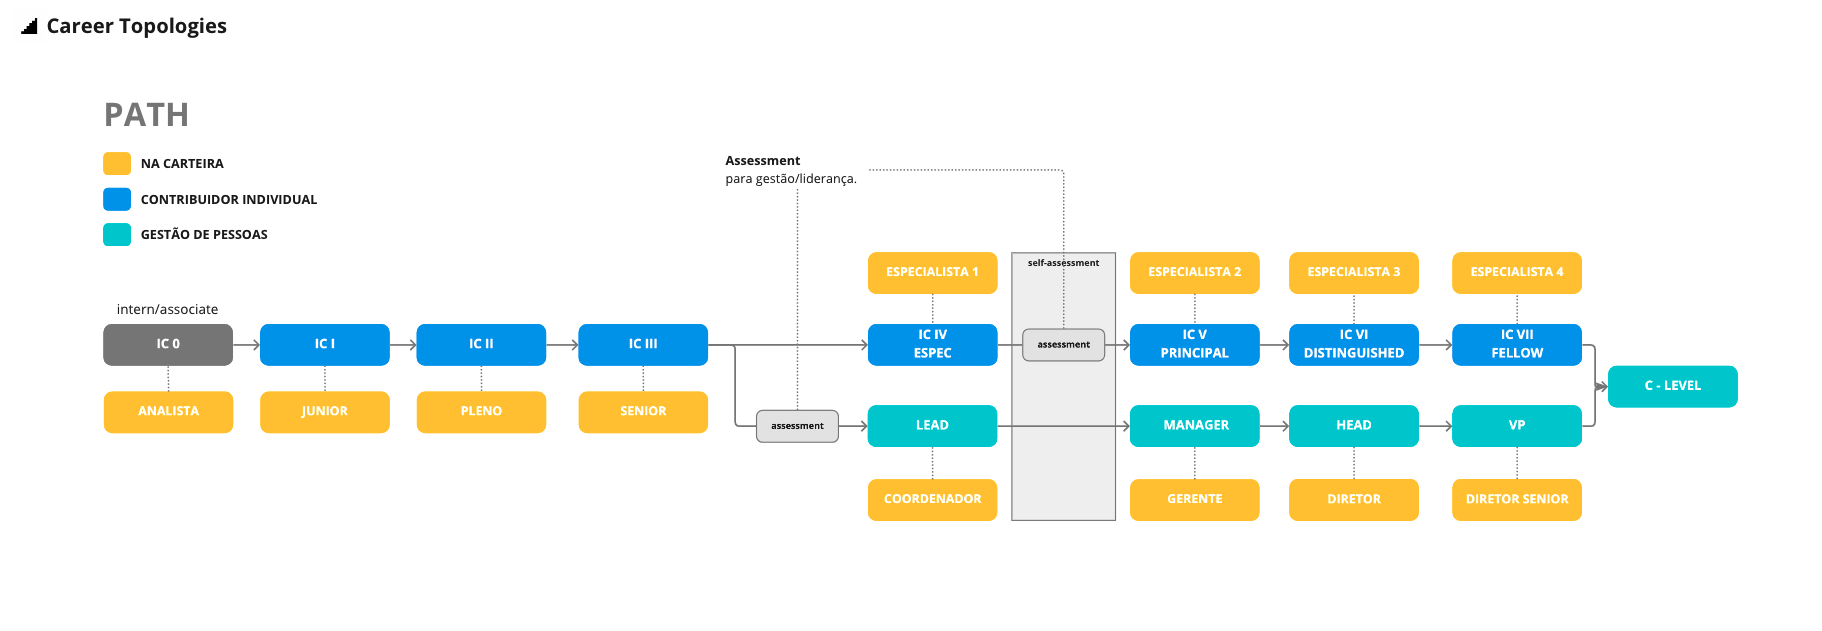 Career Topologies
PATH
NA CARTEIRA
CONTRIBUIDOR INDIVIDUAL
GESTÃO DE PESSOAS
Assessment
para gestão/liderança.
ESPECIALISTA 1
self-assessment
ESPECIALISTA 2
ESPECIALISTA 3
ESPECIALISTA 4
intern/associate
IC 0
IC I
IC II
IC III
IC IV
ESPEC
assessment
IC V
PRINCIPAL
IC VI
DISTINGUISHED
IC VII
FELLOW
C - LEVEL
ANALISTA
JUNIOR
PLENO
SENIOR
assessment
LEAD
MANAGER
HEAD
VP
COORDENADOR
GERENTE
DIRETOR
DIRETOR SENIOR